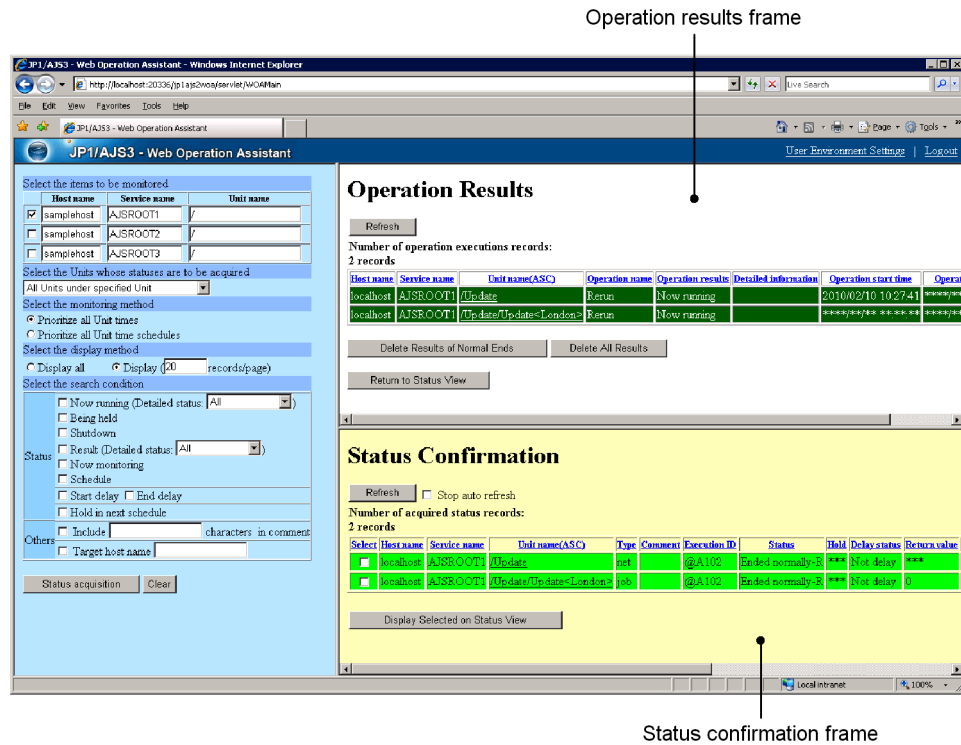 Operation results frame
JP1/AJS3 - Web Operation Assistant - Windows Internet Explorer
http://localhost:20336/jp1ajs2woa/servlet/WOAMain
Live Search
File Edit View Favorites Tools Help
JP1/AJS3 - Web Operation Assistant
Page Tools
JP1/AJS3 - Web Operation Assistant
User Environment Settings | Logout
Select the items to be monitored
Host name Service name Unit name
samplehost AJSROOT1 /
samplehost AJSROOT2 /
samplehost AJSROOT3 /
Select the Units whose statuses are to be acquired
All Units under specified Unit
Select the monitoring method
Prioritize all Unit times
Prioritize all Unit time schedules
Select the display method
Display all Display (20 records/page)
Select the search condition
Status
Now running (Detailed status: All )
Being held
Shutdown
Result (Detailed status: All )
Now monitoring
Schedule
Start delay End delay
Hold in next schedule
Others
Include characters in comment
Target host name
Status acquisition Clear
Operation Results
Refresh
Number of operation executions records:
2 records
Host name Service name Unit name(ASC) Operation name Operation results Detailed information Operation start time Operat
localhost AJSROOT1 /Update Rerun Now running 2010/02/10 10:27:41 ****/**
localhost AJSROOT1 /Update/Update<London> Rerun Now running ****/**/** **:**:** ****/**
Delete Results of Normal Ends Delete All Results
Return to Status View
Status Confirmation
Refresh Stop auto refresh
Number of acquired status records:
2 records
Select Host name Service name Unit name(ASC) Type Comment Execution ID Status Hold Delay status Return value
localhost AJSROOT1 /Update net @A102 Ended normally-R *** Not delay ***
localhost AJSROOT1 /Update/Update<London> job @A102 Ended normally-R *** Not delay 0
Display Selected on Status View
Local intranet 100%
Status confirmation frame